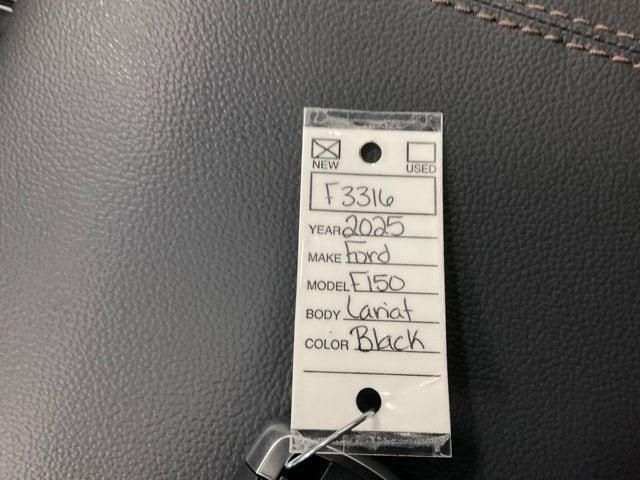 NEW USED
F3316
YEAR 2025
MAKE Ford
MODEL F150
BODY Lariat
COLOR Black